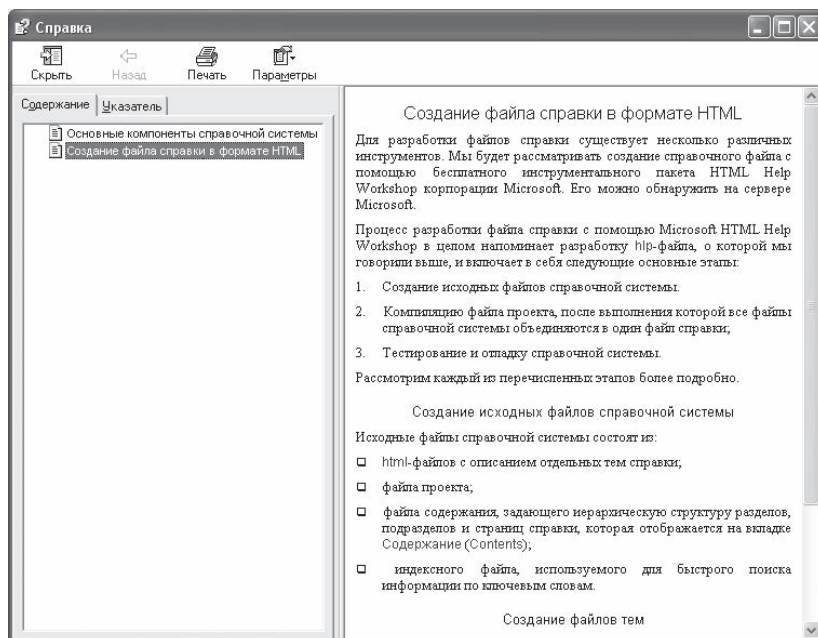 Справка
Скрыть Назад Печать Параметры
Содержание Указатель
Основные компоненты справочной системы
Создание файла справки в формате HTML
Создание файла справки в формате HTML
Для разработки файлов справки существует несколько различных
инструментов. Мы будет рассматривать создание справочного файла с
помощью бесплатного инструментального пакета HTML Help
Workshop корпорации Microsoft. Его можно обнаружить на сервере
Microsoft.
Процесс разработки файла справки с помощью Microsoft HTML Help
Workshop в целом напоминает разработку hlp-файла, о которой мы
говорили выше, и включает в себя следующие основные этапы:
1. Создание исходных файлов справочной системы.
2. Компиляцию файла проекта, после выполнения которой все файлы
справочной системы объединяются в один файл справки;
3. Тестирование и отладку справочной системы.
Рассмотрим каждый из перечисленных этапов более подробно.
Создание исходных файлов справочной системы
Исходные файлы справочной системы состоят из:
html-файлов с описанием отдельных тем справки;
файла проекта;
файла содержания, задающего иерархическую структуру разделов,
подразделов и страниц справки, которая отображается на вкладке
Содержание (Contents);
индексного файла, используемого для быстрого поиска
информации по ключевым словам.
Создание файлов тем